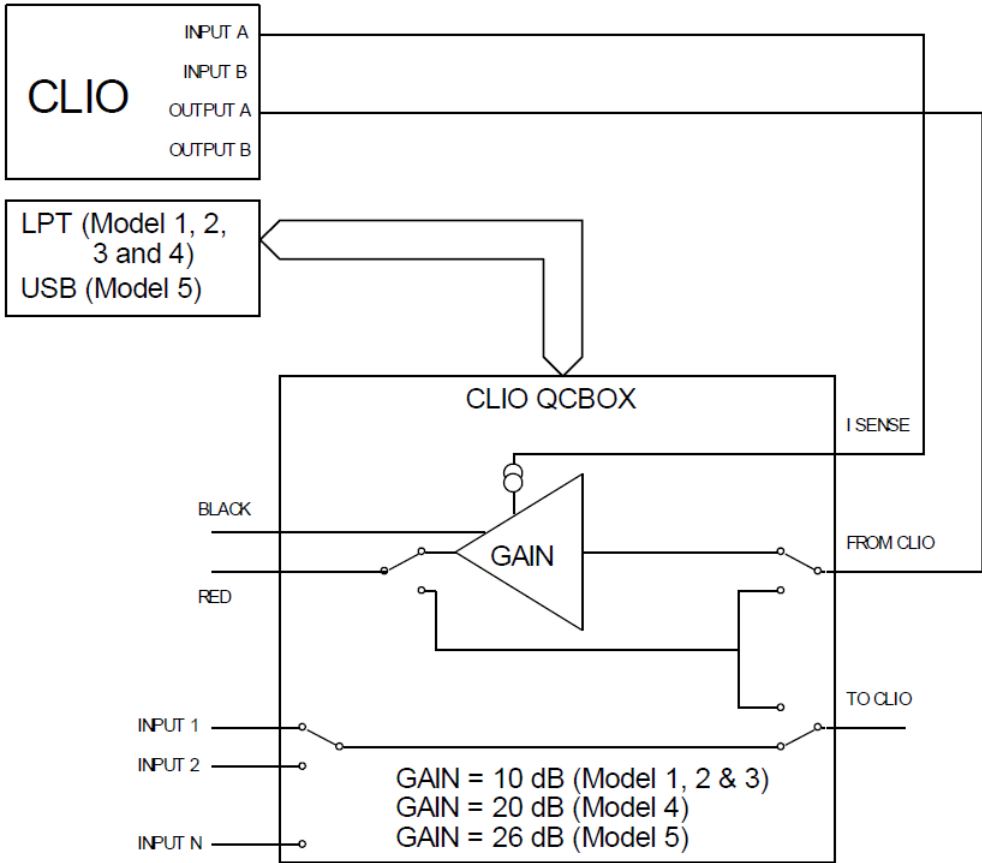 INPUT A
INPUT B
CLIO
OUTPUT A
OUTPUT B
LPT (Model 1, 2,
3 and 4)
USB (Model 5)
CLIO QCBOX
I SENSE
BLACK
GAIN
FROM CLIO
RED
TO CLIO
INPUT 1
INPUT 2
GAIN = 10 dB (Model 1, 2 & 3)
GAIN = 20 dB (Model 4)
GAIN = 26 dB (Model 5)
INPUT N